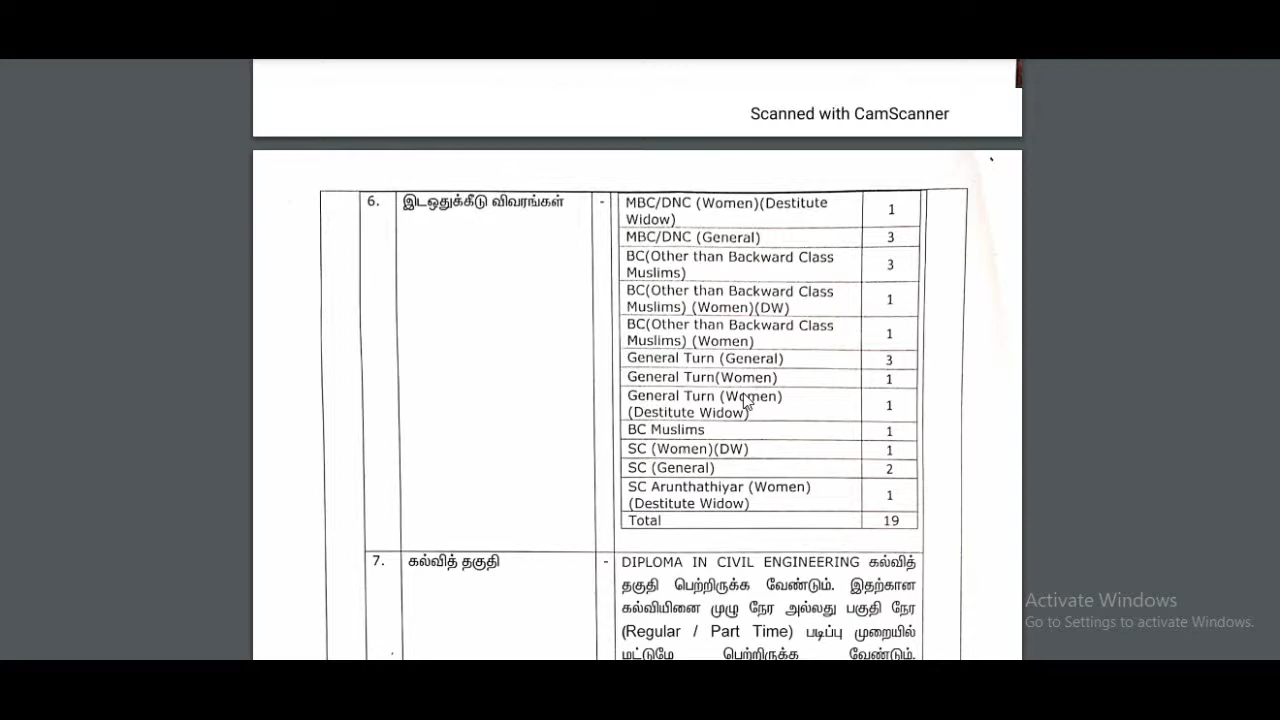 Scanned with CamScanner
6. இடஒதுக்கீடு விவரங்கள் -
MBC/DNC (Women)(Destitute
Widow) 1
MBC/DNC (General) 3
BC(Other than Backward Class
Muslims) 3
BC(Other than Backward Class
Muslims) (Women)(DW) 1
BC(Other than Backward Class
Muslims) (Women) 1
General Turn (General) 3
General Turn(Women) 1
General Turn (Women)
(Destitute Widow) 1
BC Muslims 1
SC (Women)(DW) 1
SC (General) 2
SC Arunthathiyar (Women)
(Destitute Widow) 1
Total 19
7. கல்வித் தகுதி - DIPLOMA IN CIVIL ENGINEERING கல்வித்
தகுதி பெற்றிருக்க வேண்டும். இதற்கான
கல்வியினை முழு நேர அல்லது பகுதி நேர
(Regular / Part Time) படிப்பு முறையில்
மட்டுமே பெற்றிருக்க வேண்டும்.
Activate Windows
Go to Settings to activate Windows.